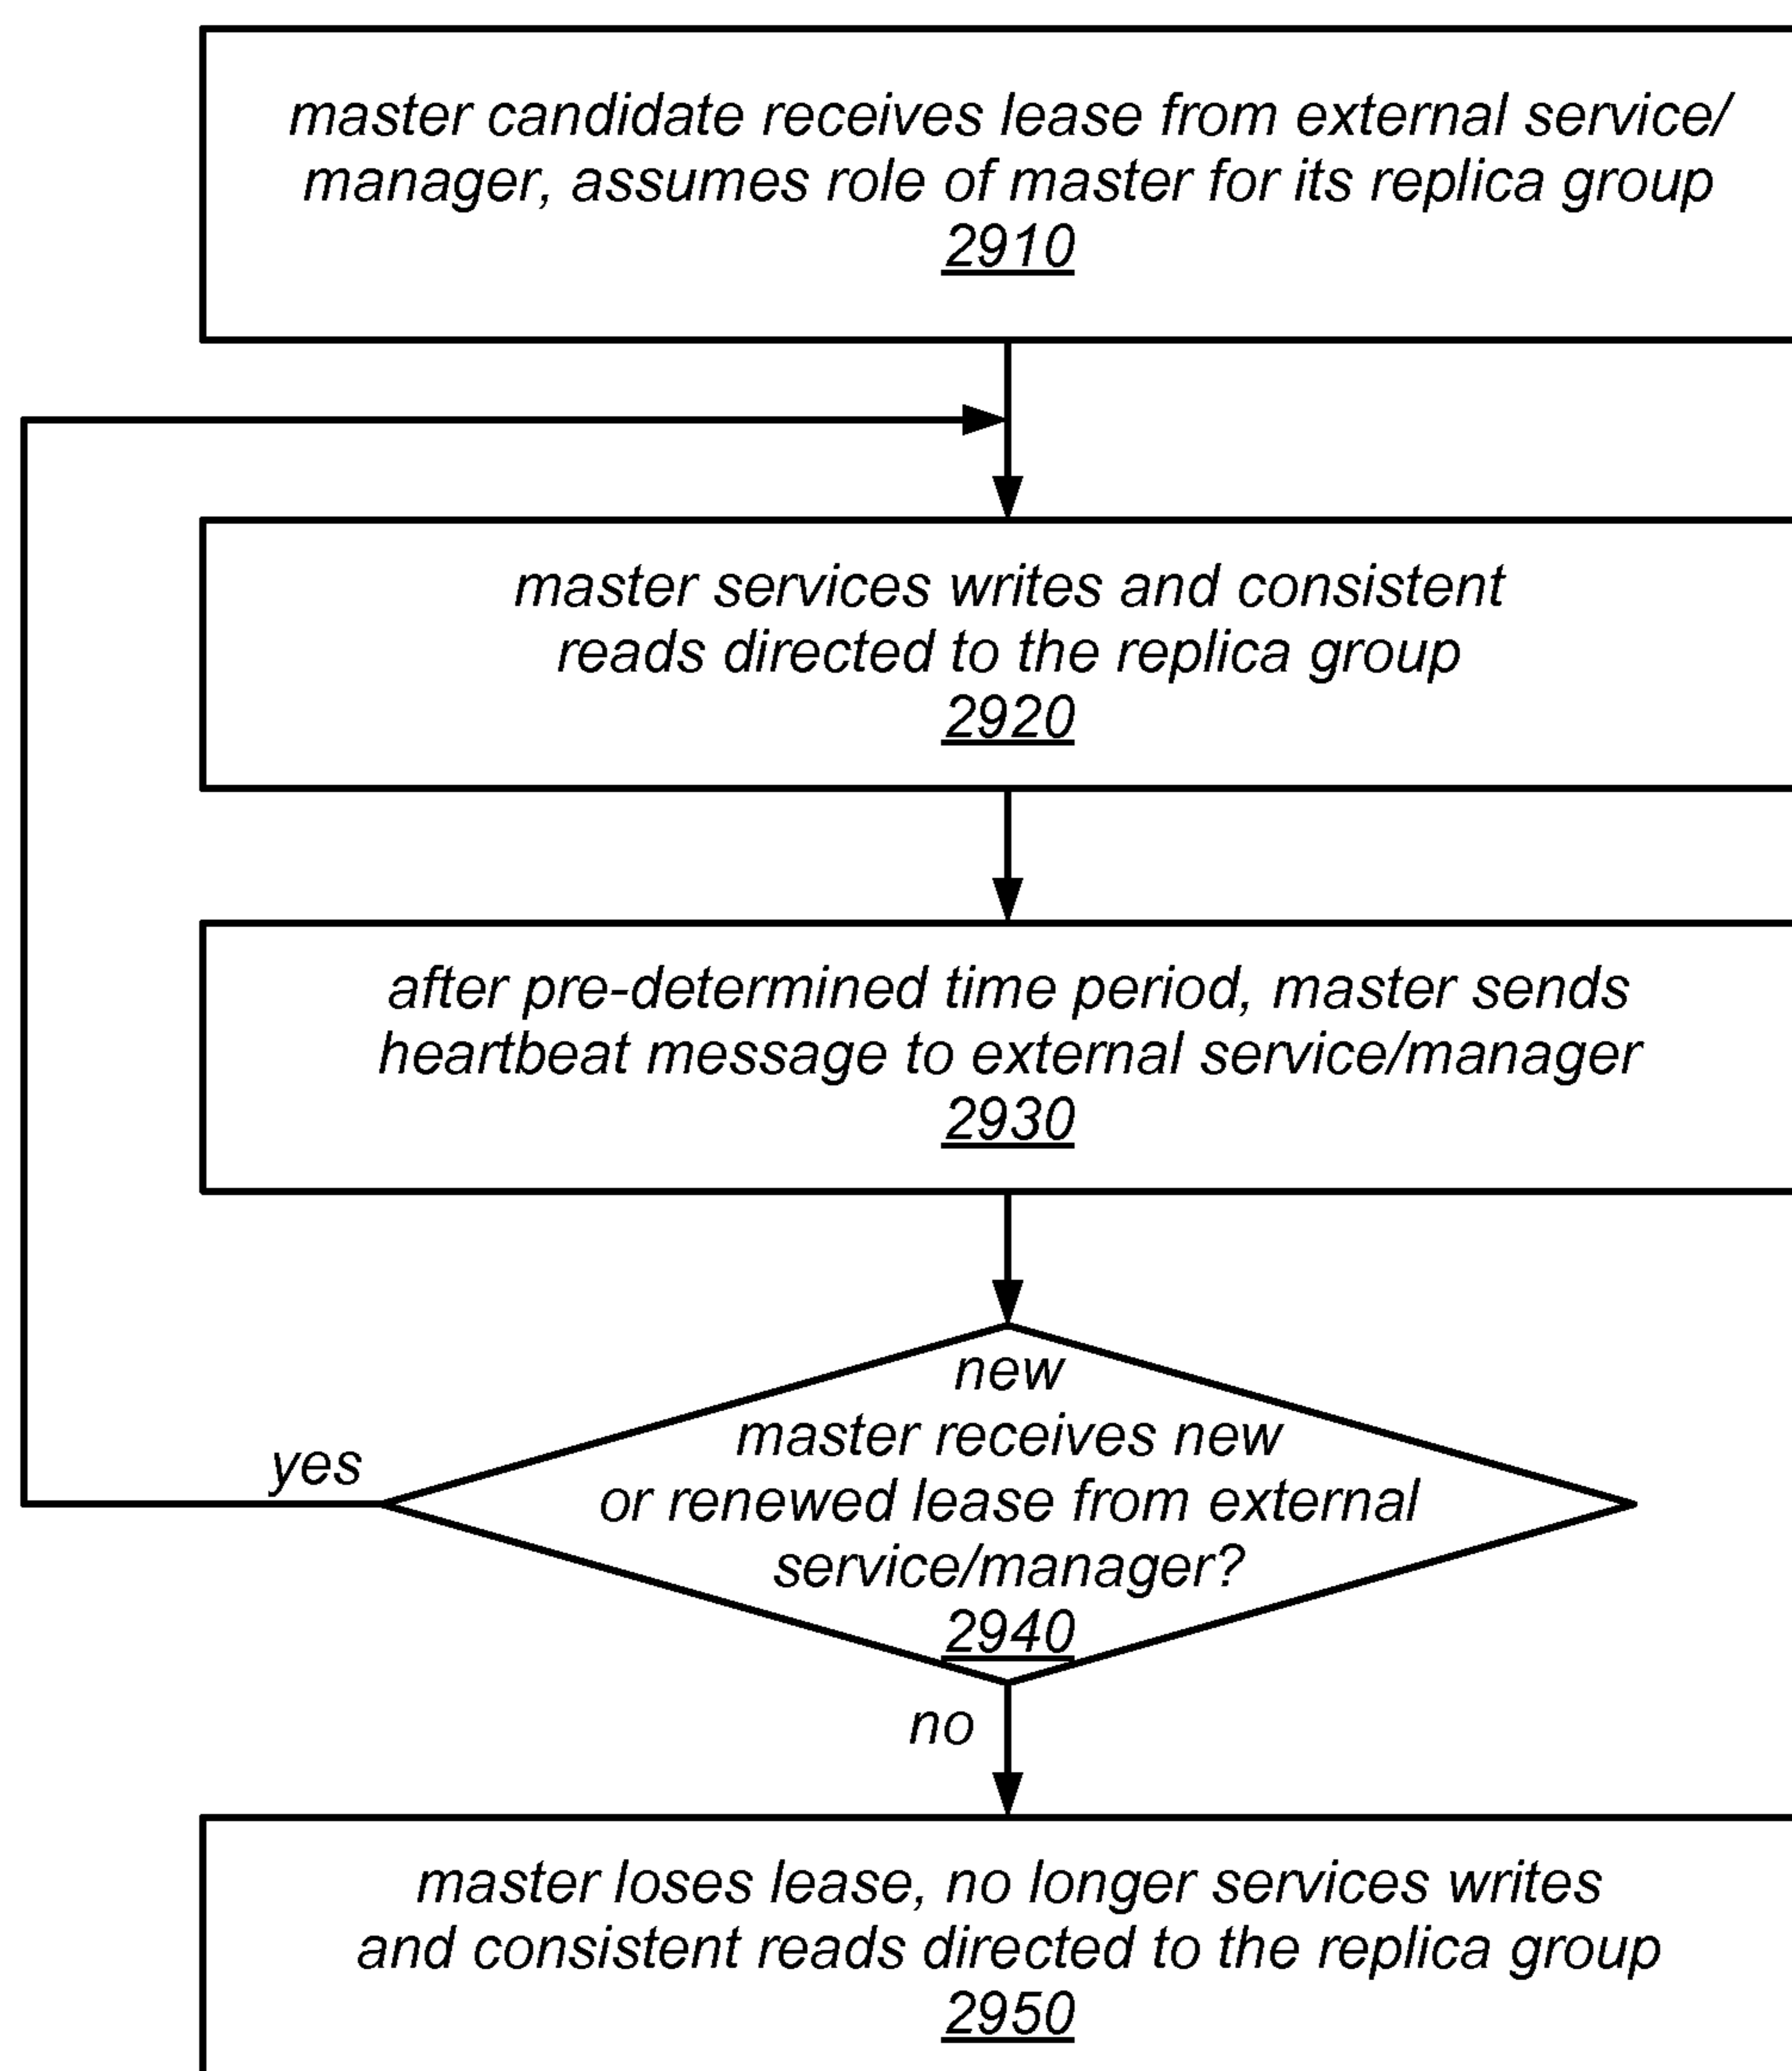 master candidate receives lease from external service/
manager, assumes role of master for its replica group
2910
master services writes and consistent
reads directed to the replica group
2920
after pre-determined time period, master sends
heartbeat message to external service/manager
2930
new
master receives new
or renewed lease from external
service/manager?
2940
yes
no
master loses lease, no longer services writes
and consistent reads directed to the replica group
2950